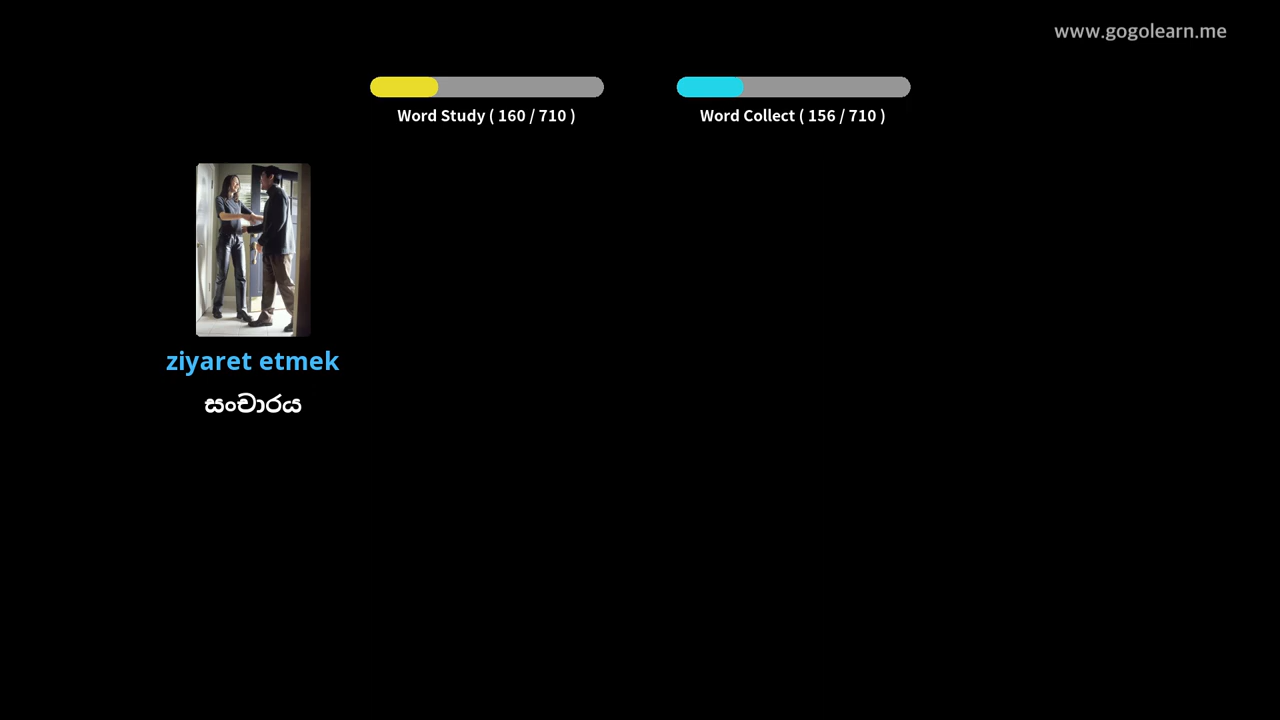 www.gogolearn.me
Word Study ( 160 / 710 )
Word Collect ( 156 / 710 )
ziyaret etmek
සංචාරය